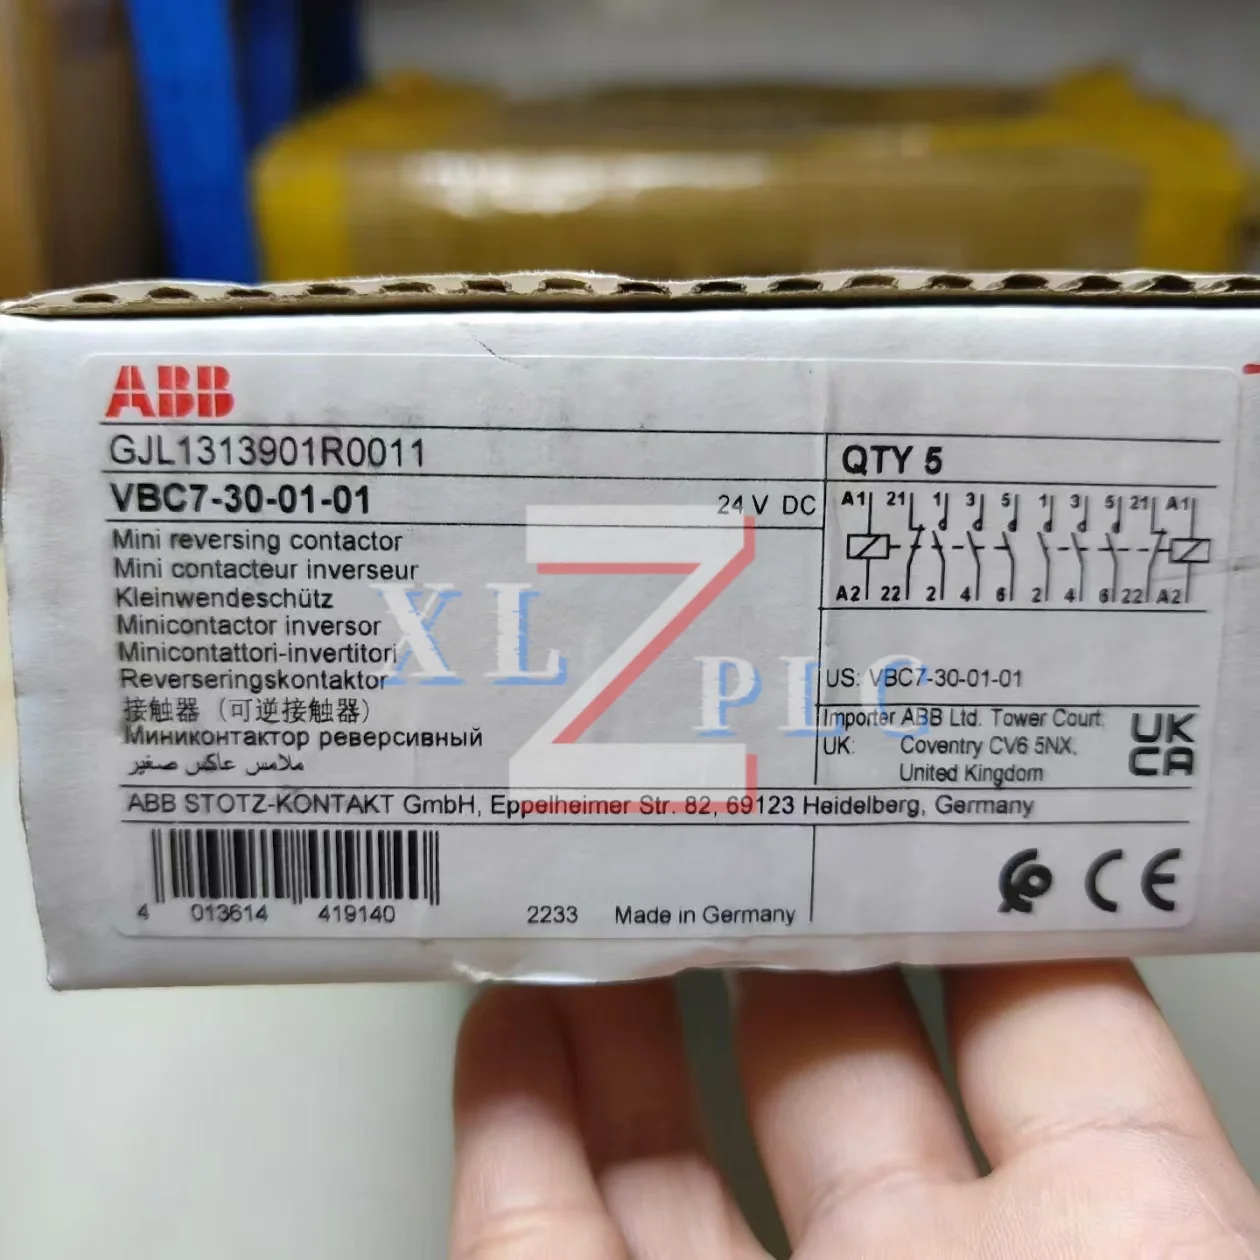 ABB
GJL1313901R0011
QTY 5
VBC7-30-01-01 24 V DC
A1 21 1 3 5 1 3 5 21 A1
Mini reversing contactor
Mini contacteur inverseur
Kleinwendeschütz
A2 22 2 4 6 2 4 6 22 A2
Minicontactor inversor
Minicontattori-invertitori
Reverseringskontaktor
US: VBC7-30-01-01
接触器 (可逆接触器)
Миниконтактор реверсивный
ملامس عاكس صغير
Importer ABB Ltd. Tower Court,
UK: Coventry CV6 5NX,
United Kingdom
UK
CA
ABB STOTZ-KONTAKT GmbH, Eppelheimer Str. 82, 69123 Heidelberg, Germany
4 013614 419140
2233 Made in Germany
CE
XLZ PLC